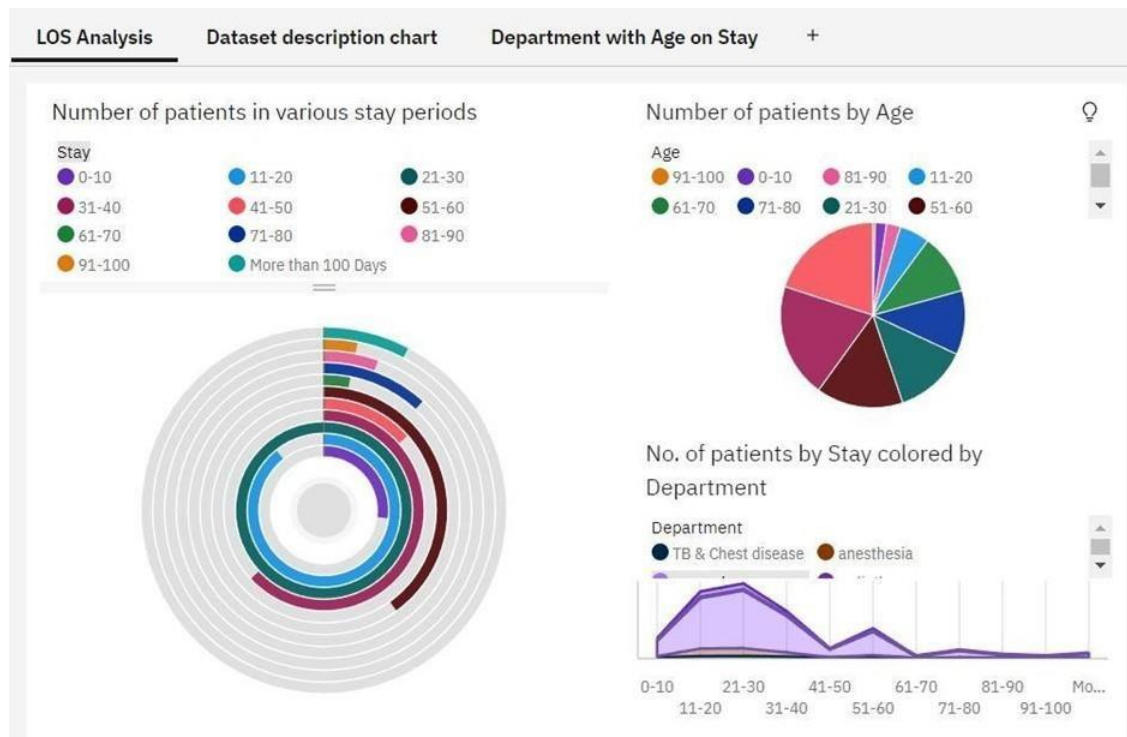 LOS Analysis Dataset description chart Department with Age on Stay +
Number of patients in various stay periods
Stay
0-10 11-20 21-30
31-40 41-50 51-60
61-70 71-80 81-90
91-100 More than 100 Days
Number of patients by Age
Age
91-100 0-10 81-90 11-20
61-70 71-80 21-30 51-60
No. of patients by Stay colored by
Department
Department
TB & Chest disease anesthesia
0-10 21-30 41-50 61-70 81-90 Mo...
11-20 31-40 51-60 71-80 91-100